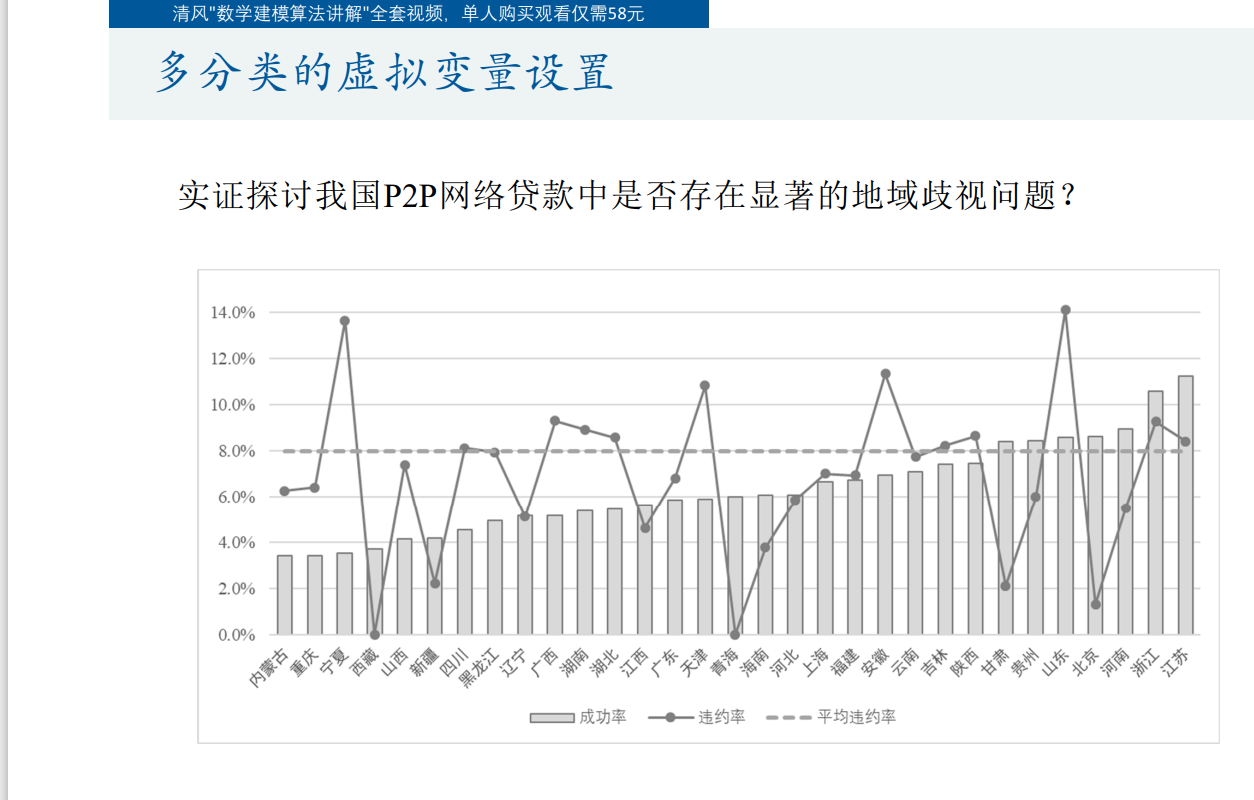 清风"数学建模算法讲解"全套视频，单人购买观看仅需58元
多分类的虚拟变量设置
实证探讨我国P2P网络贷款中是否存在显著的地域歧视问题？
14.0%
12.0%
10.0%
8.0%
6.0%
4.0%
2.0%
0.0%
内蒙古 重庆 宁夏 西藏 山西 新疆 四川 黑龙江 辽宁 广西 湖南 湖北 江西 广东 天津 青海 海南 河北 上海 福建 安徽 云南 吉林 陕西 甘肃 贵州 山东 北京 河南 浙江 江苏
成功率 违约率 平均违约率